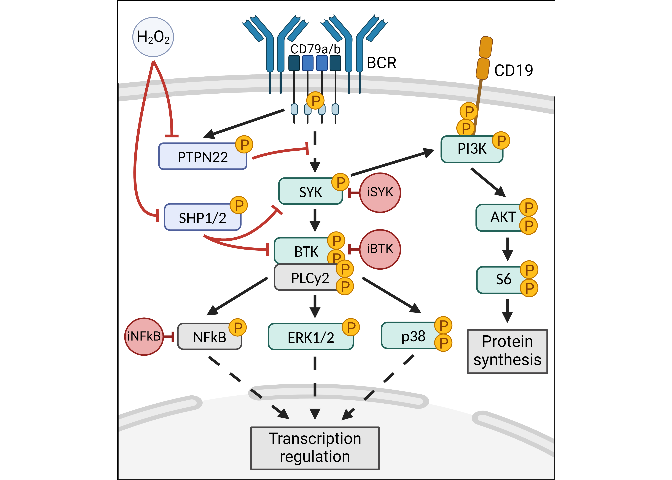 H₂O₂
CD79a/b
BCR
CD19
P
P
P
PTPN22
P
PI3K
P
SYK
P
iSYK
SHP1/2
P
AKT
P
P
BTK
P
P
iBTK
PLCy2
P
P
S6
P
P
iNFkB
NFkB
P
ERK1/2
P
p38
P
P
Protein
synthesis
Transcription
regulation